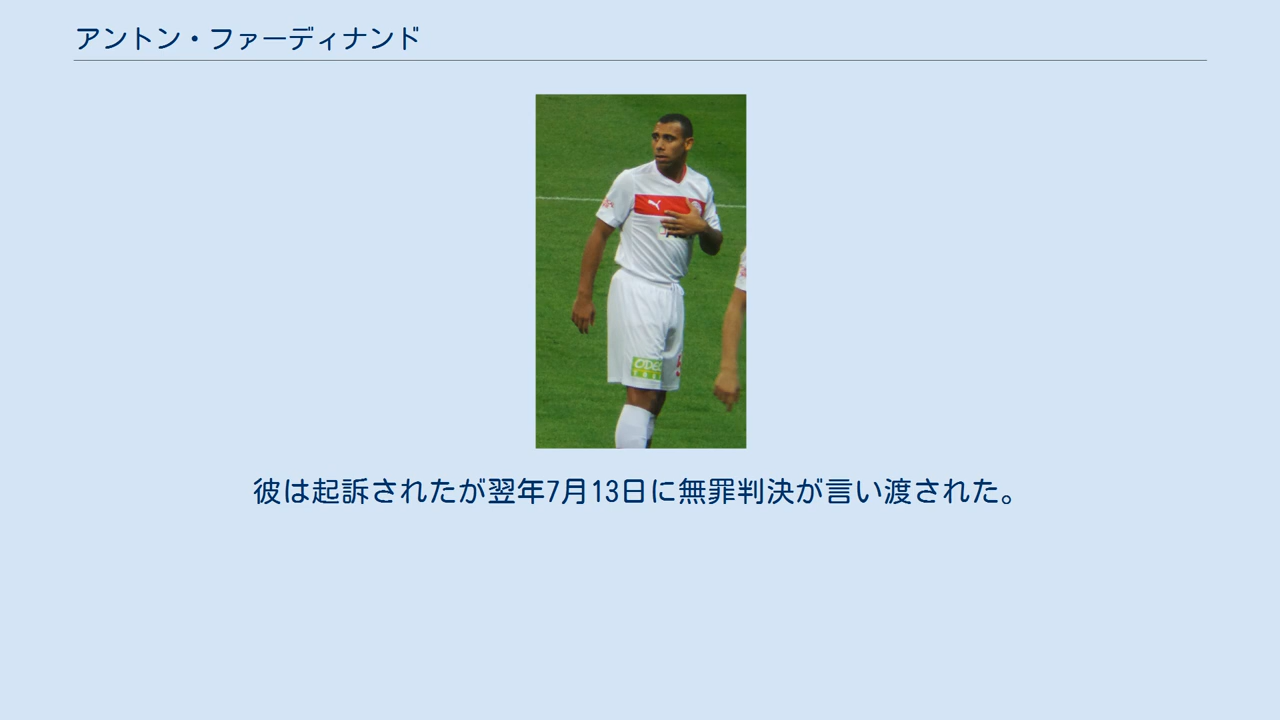 アントン・ファーディナンド
ODE
彼は起訴されたが翌年7月13日に無罪判決が言い渡された。